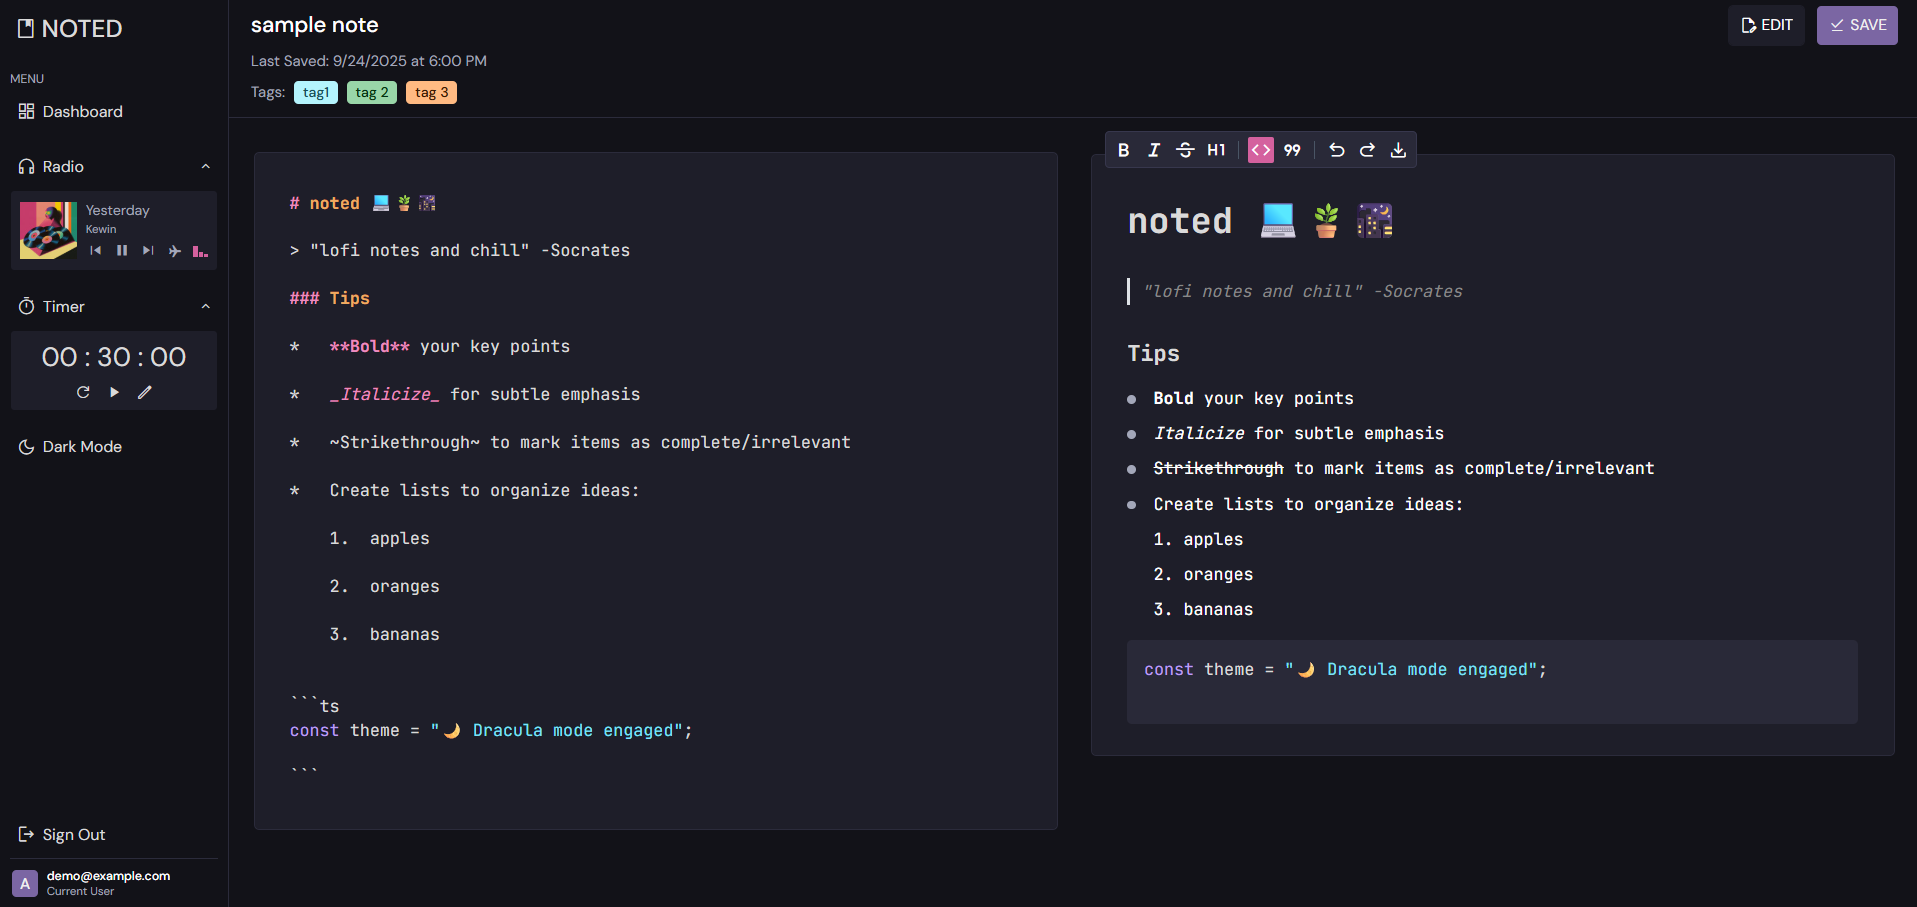 NOTED
MENU
Dashboard
Radio
Yesterday
Kewin
Timer
00 : 30 : 00
Dark Mode
Sign Out
A
demo@example.com
Current User
sample note
Last Saved: 9/24/2025 at 6:00 PM
Tags: tag1 tag 2 tag 3
EDIT
SAVE
# noted 💻 🪴 🌃
> "lofi notes and chill" -Socrates
### Tips
* **Bold** your key points
* _Italicize_ for subtle emphasis
* ~Strikethrough~ to mark items as complete/irrelevant
* Create lists to organize ideas:
1. apples
2. oranges
3. bananas
```ts
const theme = "🌙 Dracula mode engaged";
```
B I S H1 <> 99
noted 💻 🪴 🌃
"lofi notes and chill" -Socrates
Tips
● Bold your key points
● Italicize for subtle emphasis
● Strikethrough to mark items as complete/irrelevant
● Create lists to organize ideas:
1. apples
2. oranges
3. bananas
const theme = "🌙 Dracula mode engaged";